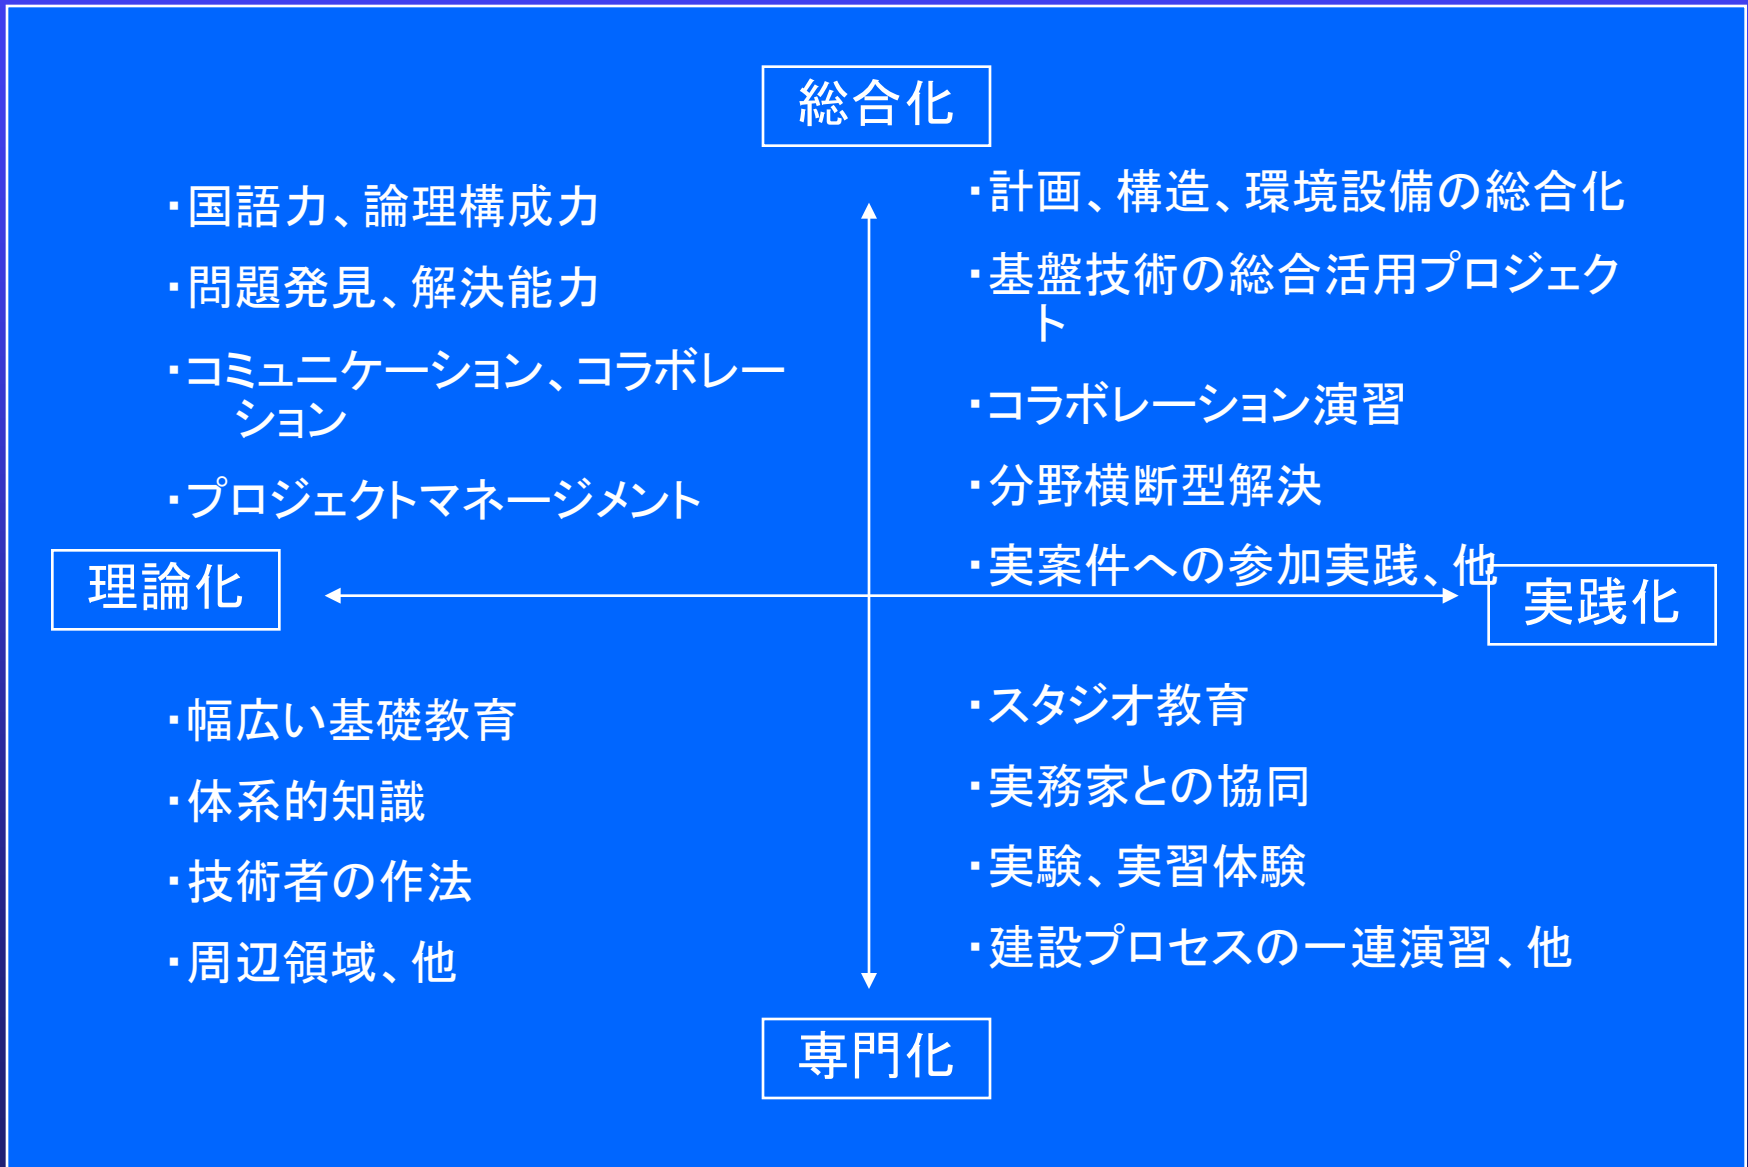 総合化
・国語力、論理構成力
・問題発見、解決能力
・コミュニケーション、コラボレー
ション
・プロジェクトマネージメント
・計画、構造、環境設備の総合化
・基盤技術の総合活用プロジェク
ト
・コラボレーション演習
・分野横断型解決
・実案件への参加実践、他
理論化
実践化
・幅広い基礎教育
・体系的知識
・技術者の作法
・周辺領域、他
・スタジオ教育
・実務家との協同
・実験、実習体験
・建設プロセスの一連演習、他
専門化